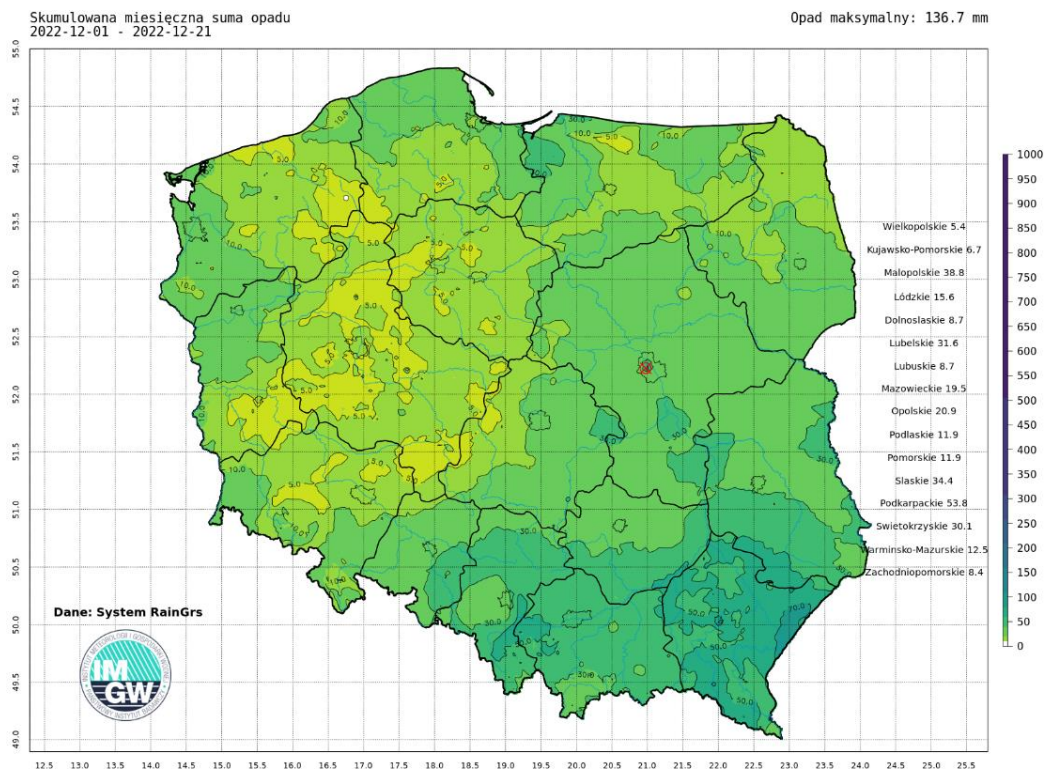 Skumulowana miesięczna suma opadu
2022-12-01 - 2022-12-21
Opad maksymalny: 136.7 mm
55.0
54.5
54.0
53.5
53.0
52.5
52.0
51.5
51.0
50.5
50.0
49.5
49.0
Wielkopolskie 5.4
Kujawsko-Pomorskie 6.7
Malopolskie 38.8
Lódzkie 15.6
Dolnoslaskie 8.7
Lubelskie 31.6
Lubuskie 8.7
Mazowieckie 19.5
Opolskie 20.9
Podlaskie 11.9
Pomorskie 11.9
Slaskie 34.4
Podkarpackie 53.8
Swietokrzyskie 30.1
Warminsko-Mazurskie 12.5
Zachodniopomorskie 8.4
1000
950
900
850
800
750
700
650
600
550
500
450
400
350
300
250
200
150
100
50
0
Dane: System RainGrs
IM
GW
12.5 13.0 13.5 14.0 14.5 15.0 15.5 16.0 16.5 17.0 17.5 18.0 18.5 19.0 19.5 20.0 20.5 21.0 21.5 22.0 22.5 23.0 23.5 24.0 24.5 25.0 25.5